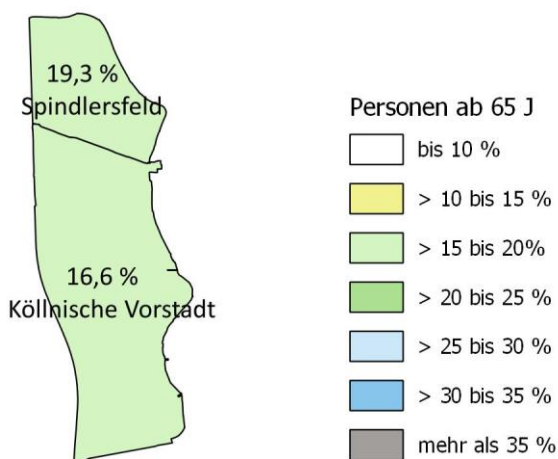 19,3 %
Spindlersfeld
16,6 %
Köllnische Vorstadt
Personen ab 65 J
bis 10 %
> 10 bis 15 %
> 15 bis 20%
> 20 bis 25 %
> 25 bis 30 %
> 30 bis 35 %
mehr als 35 %